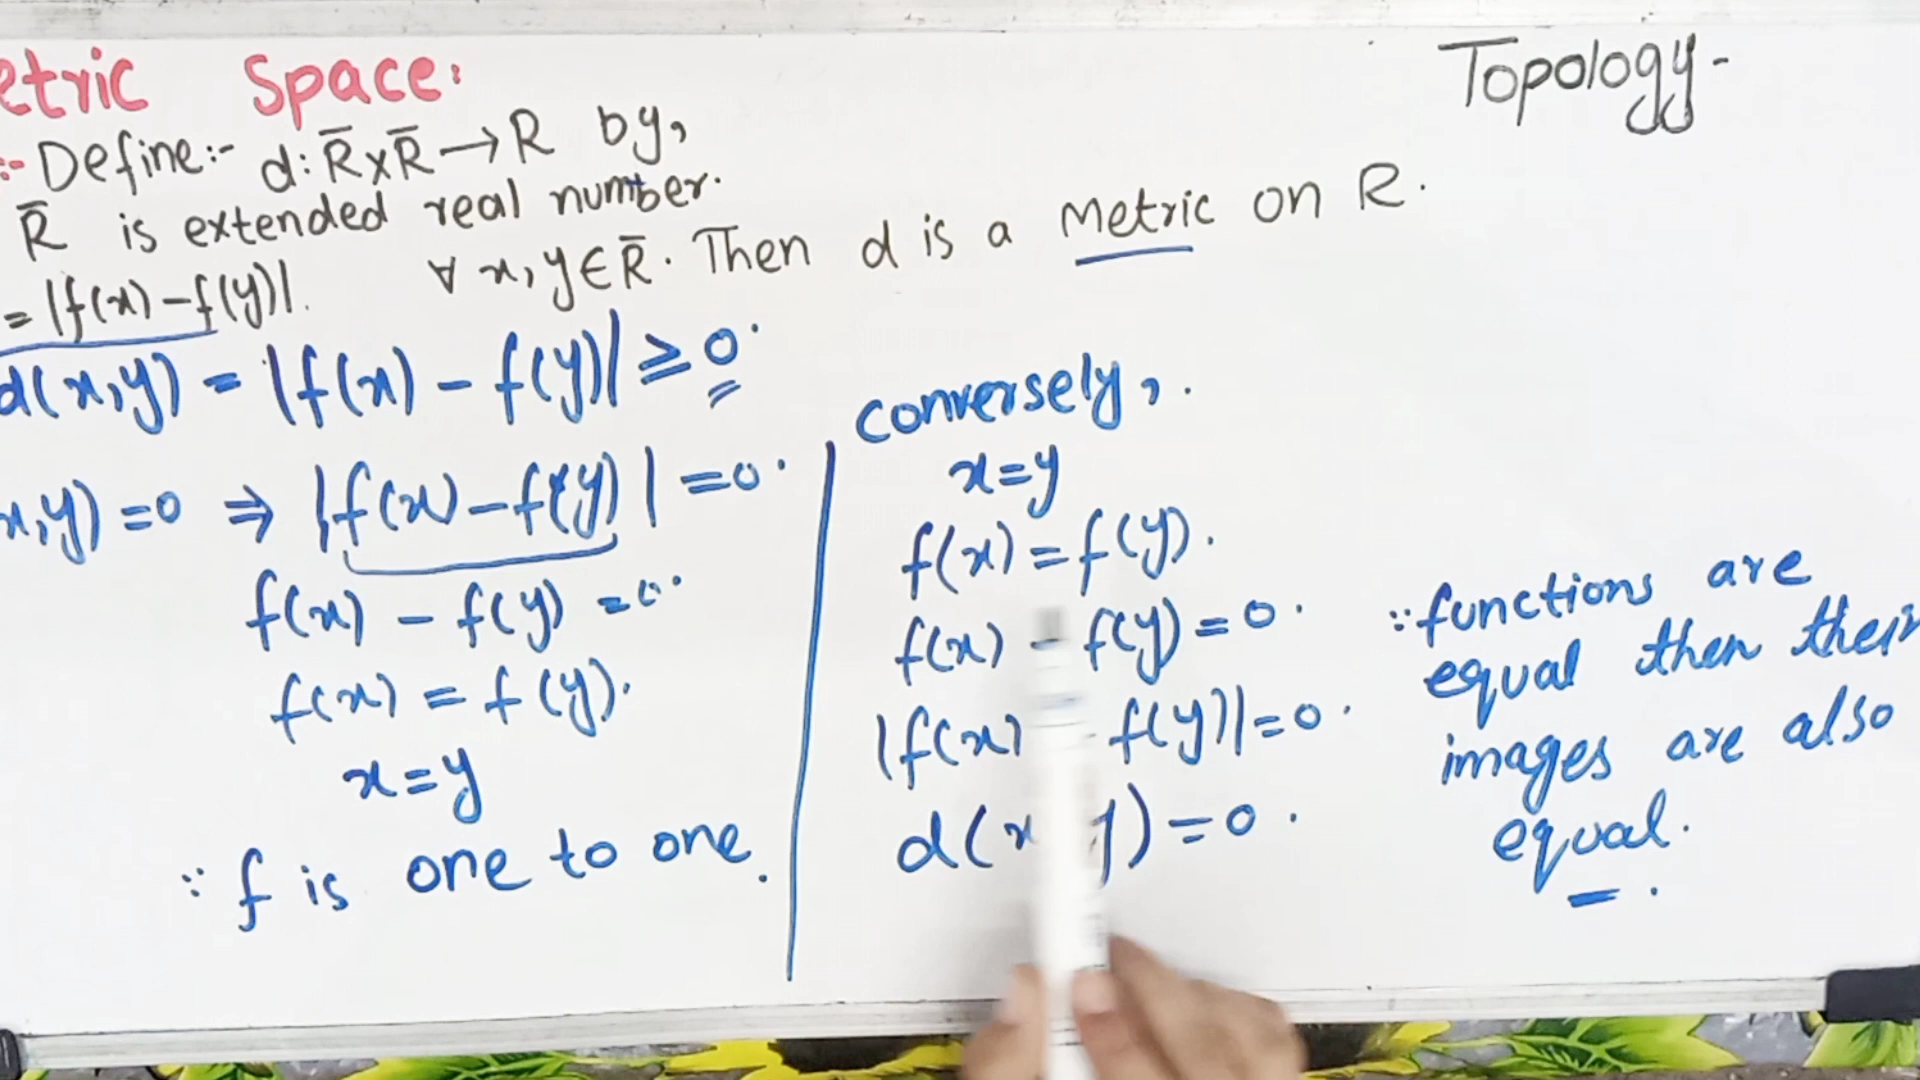 etric Space:
Topology-
:- Define:- d: R̄×R̄→R by,
R̄ is extended real number.
= |f(x)-f(y)|. ∀ x,y∈R̄. Then d is a Metric on R.
d(x,y) = |f(x) - f(y)| ≥ 0.
x,y) =0 ⇒ |f(x)-f(y)| =0.
f(x) - f(y) =0.
f(x) = f(y).
x=y
∵ f is one to one.
conversely,.
x=y
f(x) = f(y).
f(x) - f(y) = 0.
|f(x) - f(y)|=0.
d(x y) = 0.
∵ functions are
equal then their
images are also
equal.